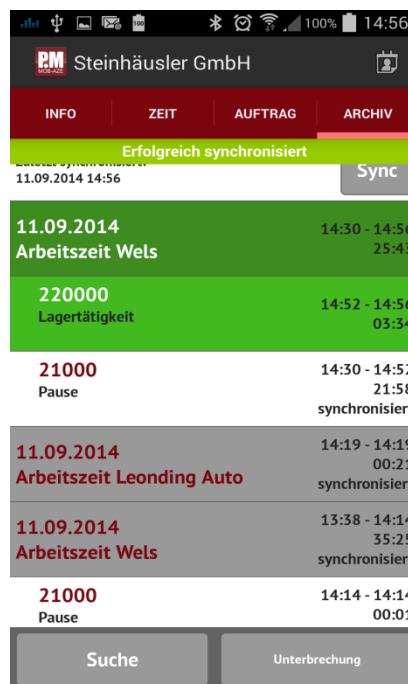 100
100%
14:56
P.M
MOB-AZE
Steinhäusler GmbH
INFO
ZEIT
AUFTRAG
ARCHIV
Erfolgreich synchronisiert
11.09.2014 14:56
Sync
11.09.2014
14:30 - 14:56
Arbeitszeit Wels
25:43
220000
14:52 - 14:56
Lagertätigkeit
03:34
21000
14:30 - 14:52
Pause
21:58
synchronisier
11.09.2014
14:19 - 14:19
Arbeitszeit Leonding Auto
00:21
synchronisier
11.09.2014
13:38 - 14:14
Arbeitszeit Wels
35:25
synchronisier
21000
14:14 - 14:14
Pause
00:01
Suche
Unterbrechung